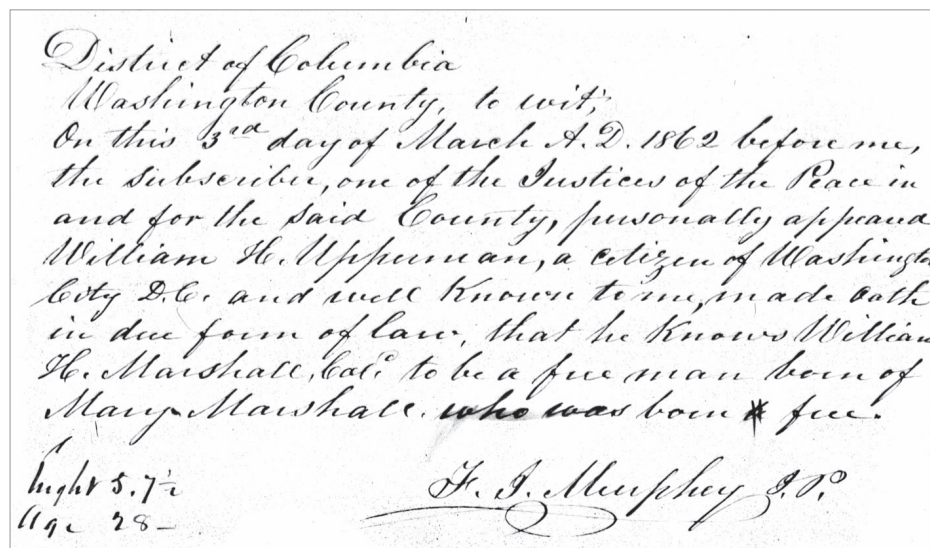 District of Columbia
Washington County, to wit;
On this 3rd day of March A.D. 1862 before me,
the Subscriber, one of the Justices of the Peace in
and for the said County, personally appeared
William H. Upperman, a citizen of Washington
City D.C. and well Known to me, made Oath
in due form of law, that he Knows William
H. Marshall, Cold. to be a free man born of
Mary Marshall. who was born free.
hight 5.7½
Age 28
F. I. Murphey J.P.